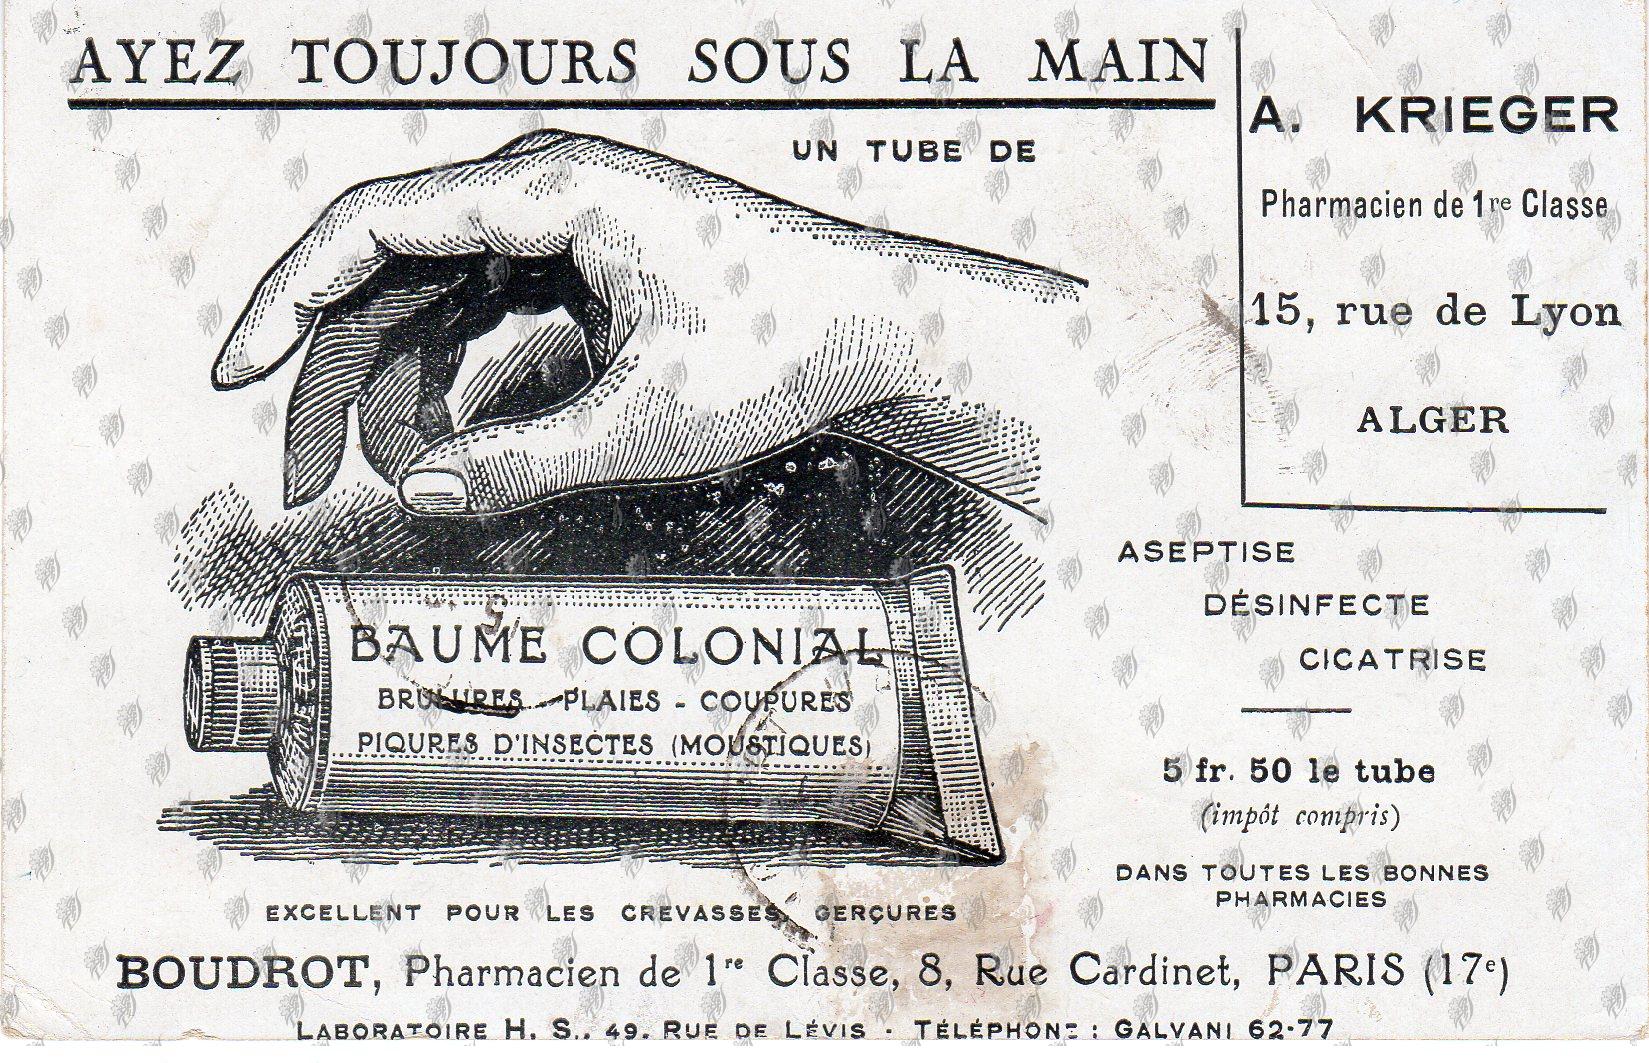 AYEZ TOUJOURS SOUS LA MAIN
UN TUBE DE
A. KRIEGER
Pharmacien de 1re Classe
15, rue de Lyon
ALGER
BAUME COLONIAL
BRULURES - PLAIES - COUPURES
PIQURES D'INSECTES (MOUSTIQUES)
ASEPTISE
DÉSINFECTE
CICATRISE
5 fr. 50 le tube
(impôt compris)
DANS TOUTES LES BONNES
PHARMACIES
EXCELLENT POUR LES CREVASSES, GERÇURES
BOUDROT, Pharmacien de 1re Classe, 8, Rue Cardinet, PARIS (17e)
LABORATOIRE H. S., 49, RUE DE LÉVIS - TÉLÉPHONE : GALVANI 62-77